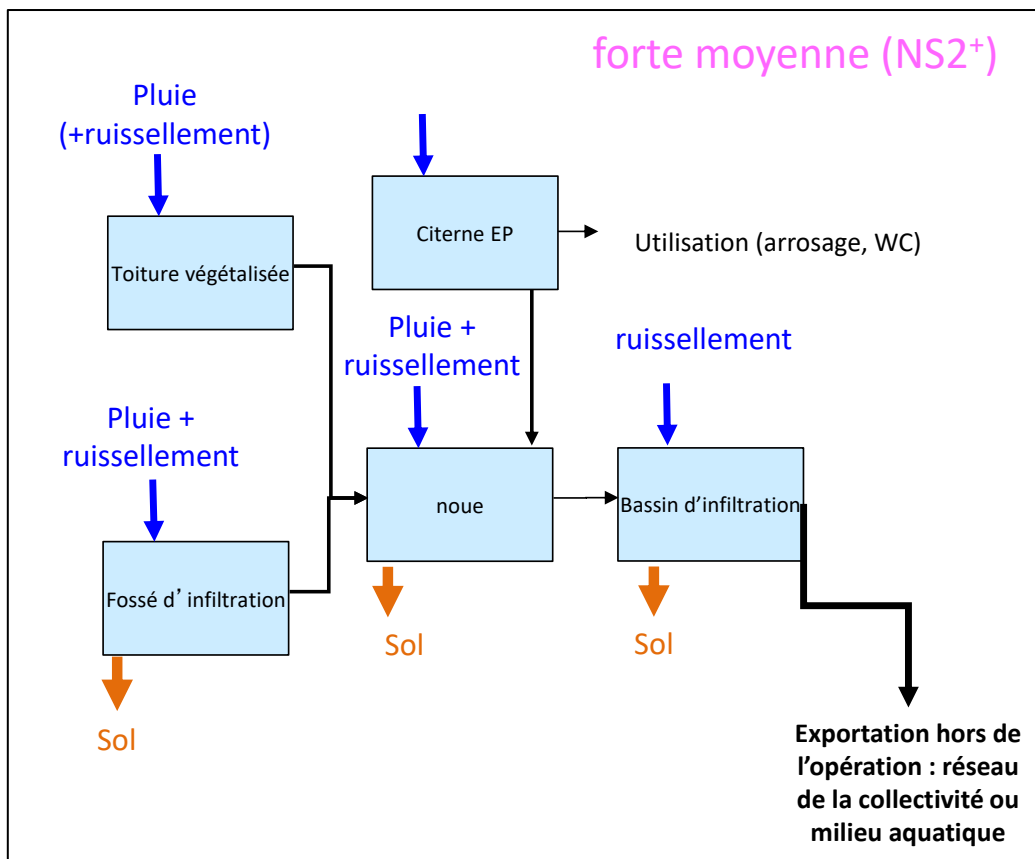 forte moyenne (NS2⁺)
Pluie
(+ruissellement)
Citerne EP
Utilisation (arrosage, WC)
Toiture végétalisée
Pluie +
ruissellement
ruissellement
Pluie +
ruissellement
noue
Bassin d’infiltration
Fossé d’ infiltration
Sol
Sol
Sol
Exportation hors de
l’opération : réseau
de la collectivité ou
milieu aquatique